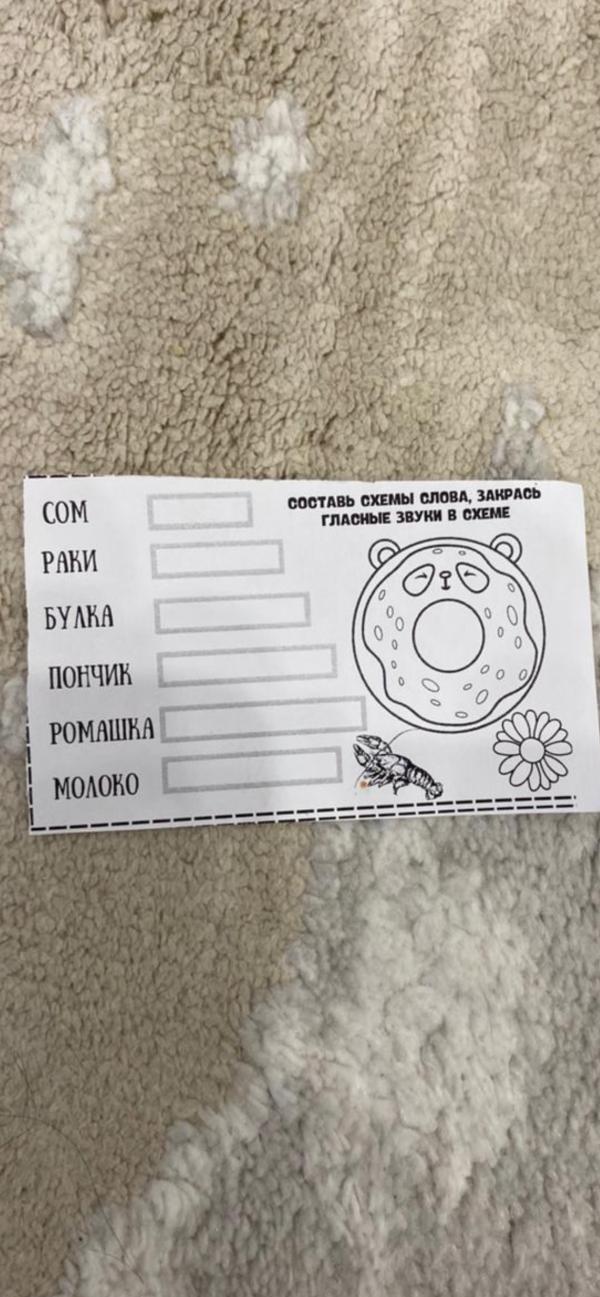 СОСТАВЬ СХЕМЫ СЛОВА, ЗАКРАСЬ
ГЛАСНЫЕ ЗВУКИ В СХЕМЕ
СОМ
РАКИ
БУЛКА
ПОНЧИК
РОМАШКА
МОЛОКО